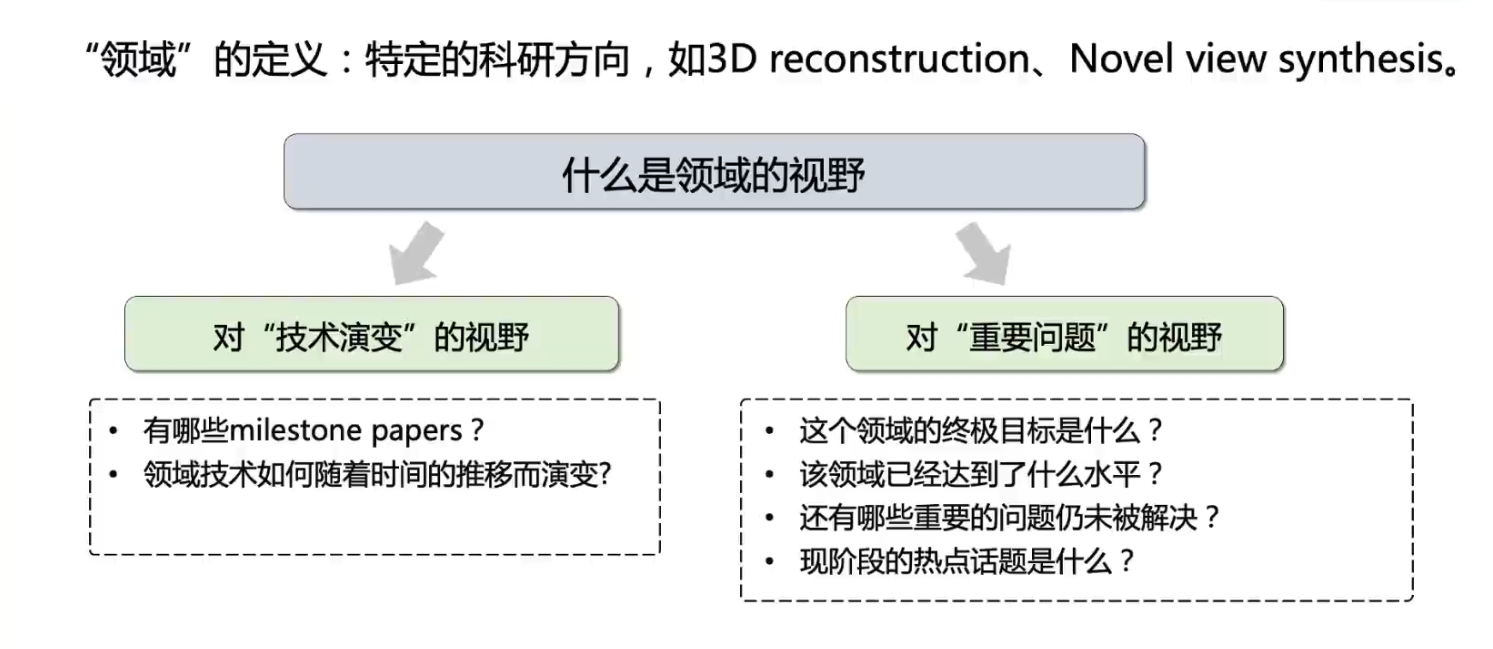 “领域”的定义：特定的科研方向，如3D reconstruction、Novel view synthesis。
什么是领域的视野
对“技术演变”的视野
• 有哪些milestone papers？
• 领域技术如何随着时间的推移而演变?
对“重要问题”的视野
• 这个领域的终极目标是什么？
• 该领域已经达到了什么水平？
• 还有哪些重要的问题仍未被解决？
• 现阶段的热点话题是什么？